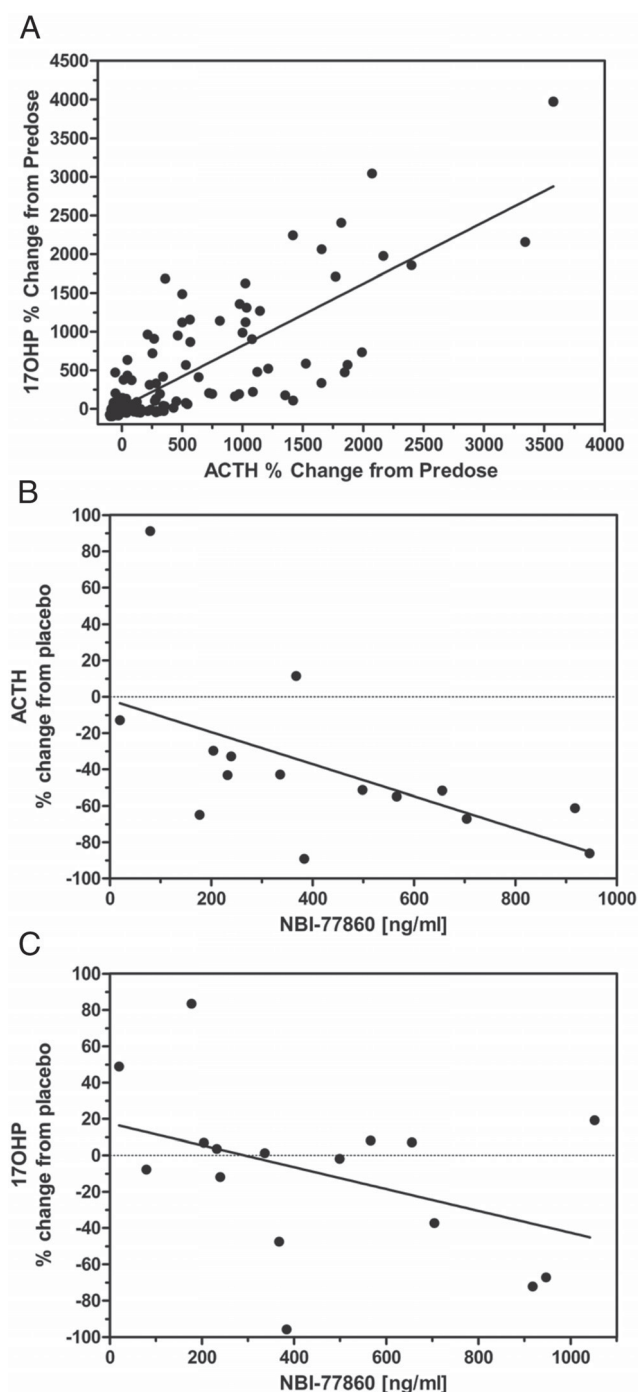 A
17OHP % Change from Predose
4500
4000
3500
3000
2500
2000
1500
1000
500
0
0 500 1000 1500 2000 2500 3000 3500 4000
ACTH % Change from Predose
B
ACTH
% change from placebo
100
80
60
40
20
0
-20
-40
-60
-80
-100
0 200 400 600 800 1000
NBI-77860 [ng/ml]
C
17OHP
% change from placebo
100
80
60
40
20
0
-20
-40
-60
-80
-100
0 200 400 600 800 1000
NBI-77860 [ng/ml]